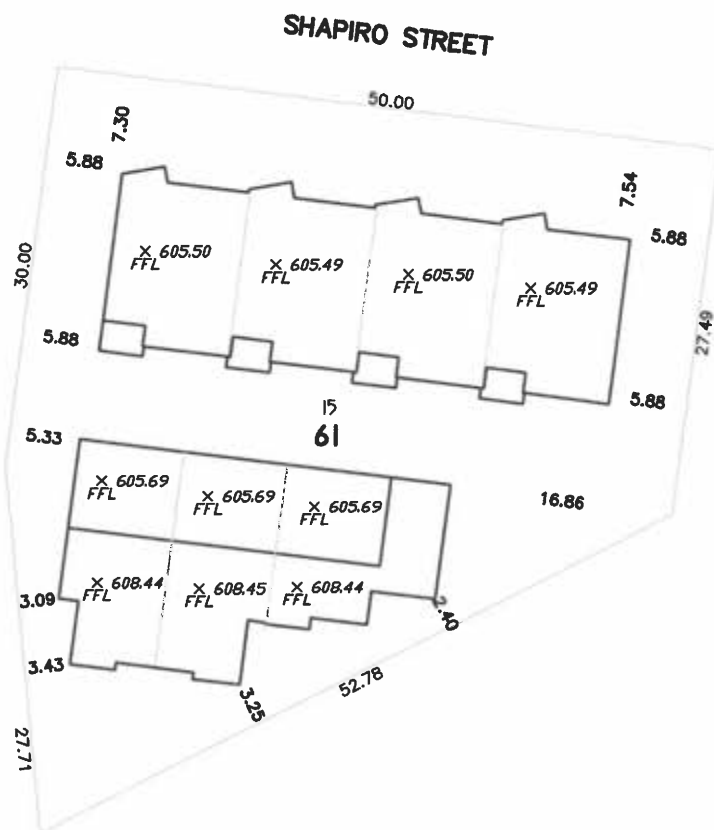 SHAPIRO STREET
50.00
7.30
5.88
7.54
5.88
605.50
FFL
605.49
FFL
605.50
FFL
605.49
FFL
30.00
27.49
5.88
5.88
15
61
5.33
16.86
605.69
FFL
605.69
FFL
605.69
FFL
608.44
FFL
608.45
FFL
608.44
FFL
3.09
2.40
3.43
52.78
3.25
27.71